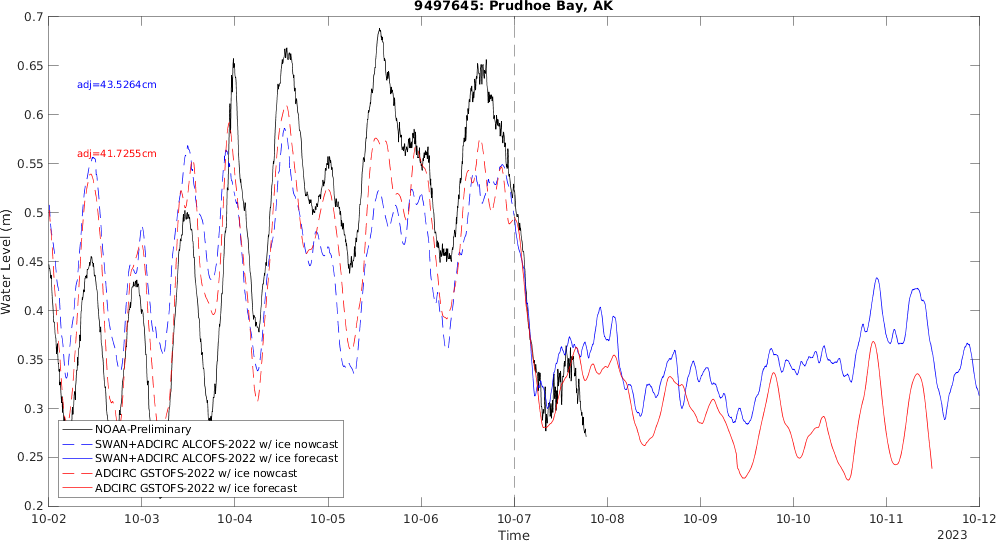 9497645: Prudhoe Bay, AK
0.7
0.65
0.6
0.55
0.5
0.45
0.4
0.35
0.3
0.25
0.2
Water Level (m)
adj=43.5264cm
adj=41.7255cm
NOAA-Preliminary
SWAN+ADCIRC ALCOFS-2022 w/ ice nowcast
SWAN+ADCIRC ALCOFS-2022 w/ ice forecast
ADCIRC GSTOFS-2022 w/ ice nowcast
ADCIRC GSTOFS-2022 w/ ice forecast
10-02 10-03 10-04 10-05 10-06 10-07 10-08 10-09 10-10 10-11 10-12
Time
2023